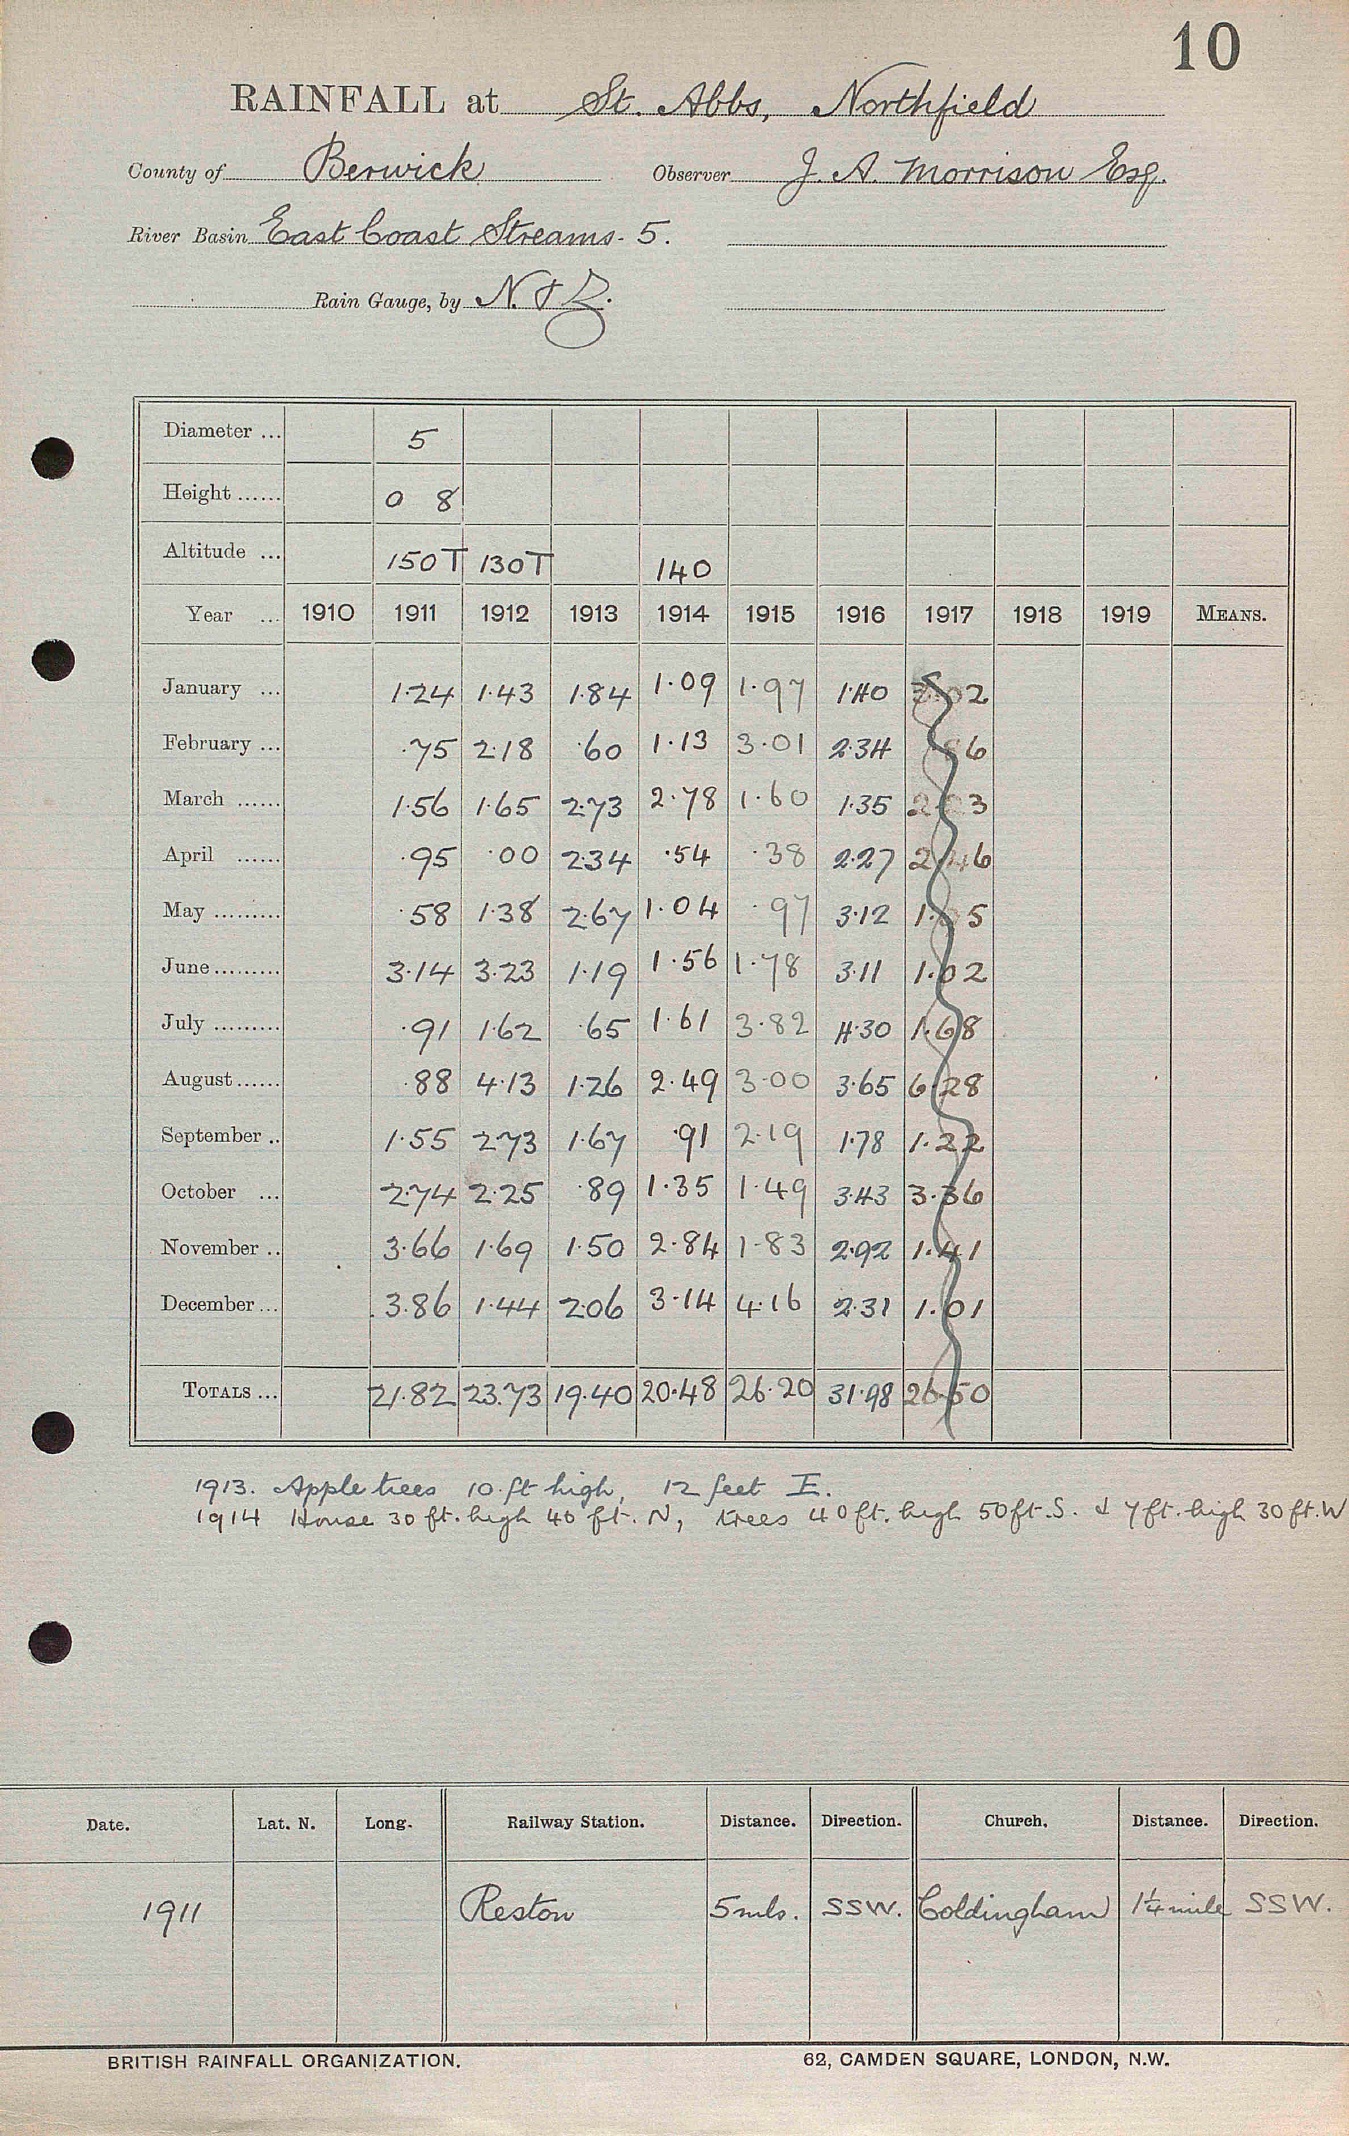 10
RAINFALL at St. Abbs, Northfield
County of Berwick Observer J. A. Morrison Esq.
River Basin East Coast Streams - 5.
Rain Gauge, by N. & Z.
Diameter ... 5
Height ...... 0 8
Altitude ... 150T 130T 140
Year ... 1910 1911 1912 1913 1914 1915 1916 1917 1918 1919 MEANS.
January ... 1.24 1.43 1.84 1.09 1.97 1.40
February ... .75 2.18 .60 1.13 3.01 2.34
March ...... 1.56 1.65 2.73 2.78 1.60 1.35
April ...... .95 .00 2.34 .54 .38 2.27 2.46
May ......... .58 1.38 2.67 1.04 .97 3.12
June ......... 3.14 3.23 1.19 1.56 1.78 3.11 1.02
July ......... .91 1.62 .65 1.61 3.82 4.30 1.68
August ...... .88 4.13 1.26 2.49 3.00 3.65 6.28
September .. 1.55 2.73 1.67 .91 2.19 1.78 1.22
October ... 2.74 2.25 .89 1.35 1.49 3.43 3.36
November .. 3.66 1.69 1.50 2.84 1.83 2.92 1.41
December ... 3.86 1.44 2.06 3.14 4.16 2.31 1.01
TOTALS ... 21.82 23.73 19.40 20.48 26.20 31.98 26.50
1913. Apple trees 10 ft high, 12 feet E.
1914 House 30 ft. high 40 ft. N, trees 40 ft. high 50 ft. S. & 7 ft. high 30 ft. W
Date. Lat. N. Long. Railway Station. Distance. Direction. Church. Distance. Direction.
1911 Reston 5 mls. SSW. Coldingham 1¼ mile SSW.
BRITISH RAINFALL ORGANIZATION. 62, CAMDEN SQUARE, LONDON, N.W.